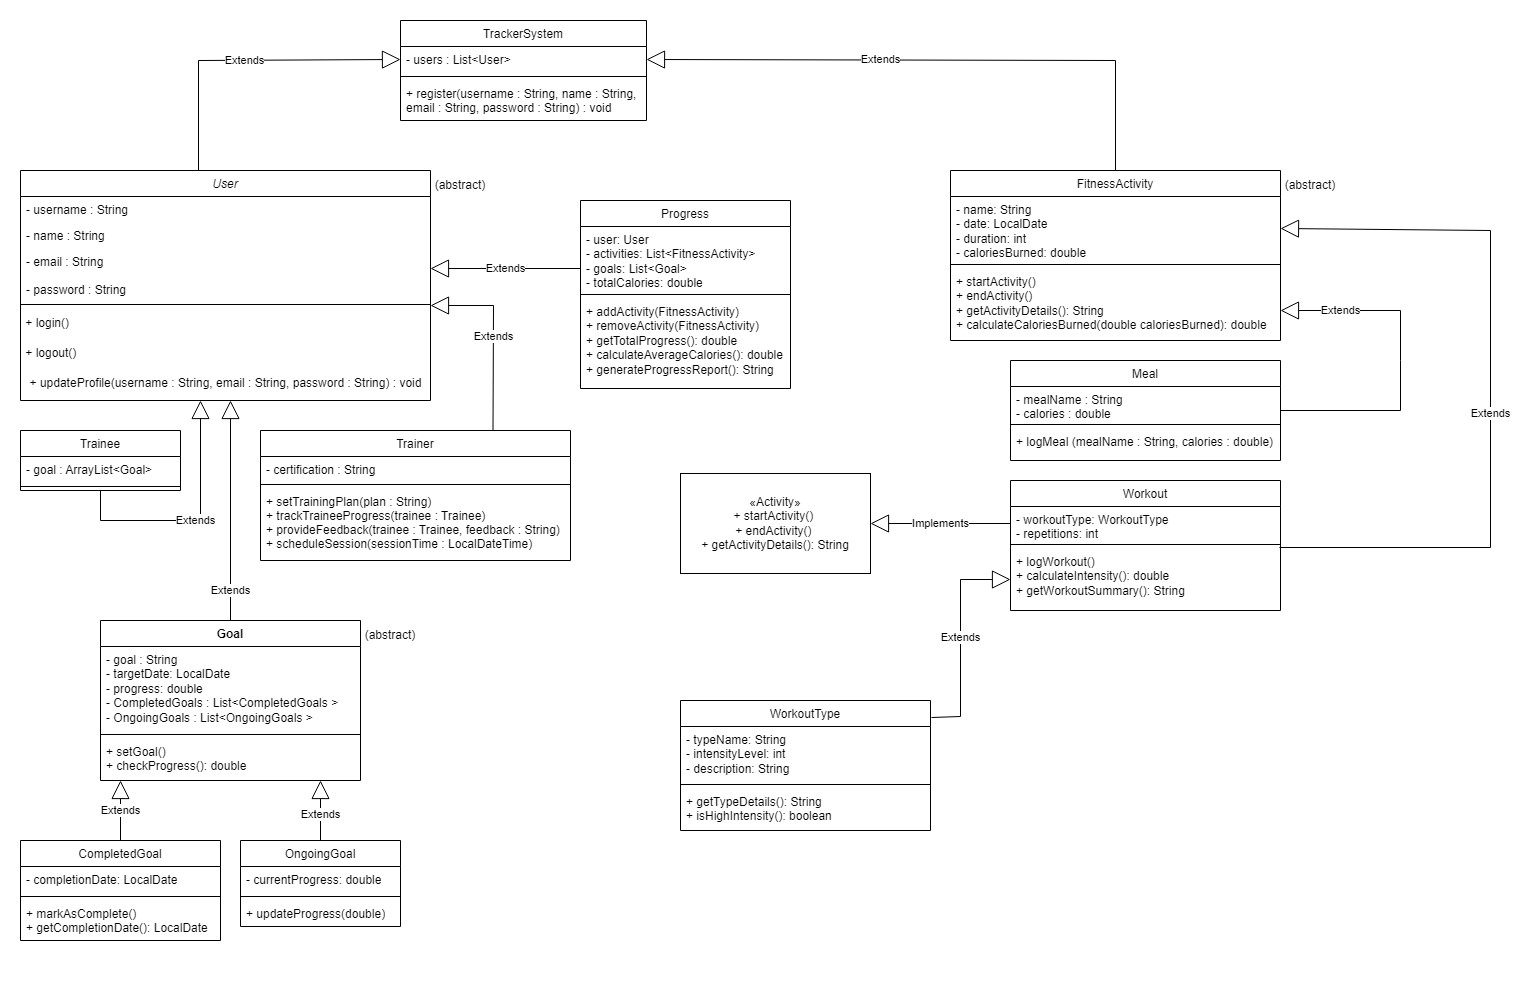 TrackerSystem
- users : List<User>
+ register(username : String, name : String,
email : String, password : String) : void
Extends
Extends
User
(abstract)
- username : String
- name : String
- email : String
- password : String
+ login()
+ logout()
+ updateProfile(username : String, email : String, password : String) : void
Progress
- user: User
- activities: List<FitnessActivity>
- goals: List<Goal>
- totalCalories: double
+ addActivity(FitnessActivity)
+ removeActivity(FitnessActivity)
+ getTotalProgress(): double
+ calculateAverageCalories(): double
+ generateProgressReport(): String
Extends
Extends
FitnessActivity
(abstract)
- name: String
- date: LocalDate
- duration: int
- caloriesBurned: double
+ startActivity()
+ endActivity()
+ getActivityDetails(): String
+ calculateCaloriesBurned(double caloriesBurned): double
Extends
Meal
- mealName : String
- calories : double
+ logMeal (mealName : String, calories : double)
Extends
Trainee
- goal : ArrayList<Goal>
Extends
Trainer
- certification : String
+ setTrainingPlan(plan : String)
+ trackTraineeProgress(trainee : Trainee)
+ provideFeedback(trainee : Trainee, feedback : String)
+ scheduleSession(sessionTime : LocalDateTime)
«Activity»
+ startActivity()
+ endActivity()
+ getActivityDetails(): String
Implements
Workout
- workoutType: WorkoutType
- repetitions: int
+ logWorkout()
+ calculateIntensity(): double
+ getWorkoutSummary(): String
Extends
Extends
Goal
(abstract)
- goal : String
- targetDate: LocalDate
- progress: double
- CompletedGoals : List<CompletedGoals >
- OngoingGoals : List<OngoingGoals >
+ setGoal()
+ checkProgress(): double
WorkoutType
- typeName: String
- intensityLevel: int
- description: String
+ getTypeDetails(): String
+ isHighIntensity(): boolean
Extends
Extends
CompletedGoal
- completionDate: LocalDate
+ markAsComplete()
+ getCompletionDate(): LocalDate
OngoingGoal
- currentProgress: double
+ updateProgress(double)